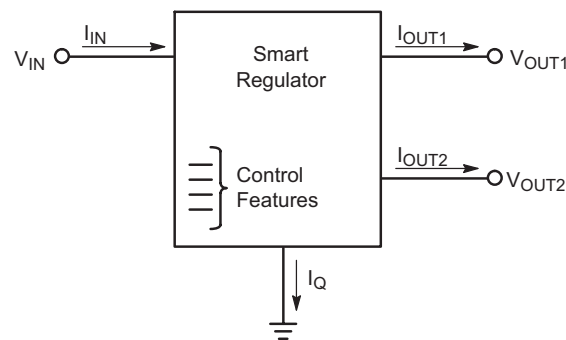 I_IN
V_IN
Smart
Regulator
I_OUT1
V_OUT1
Control
Features
I_OUT2
V_OUT2
I_Q